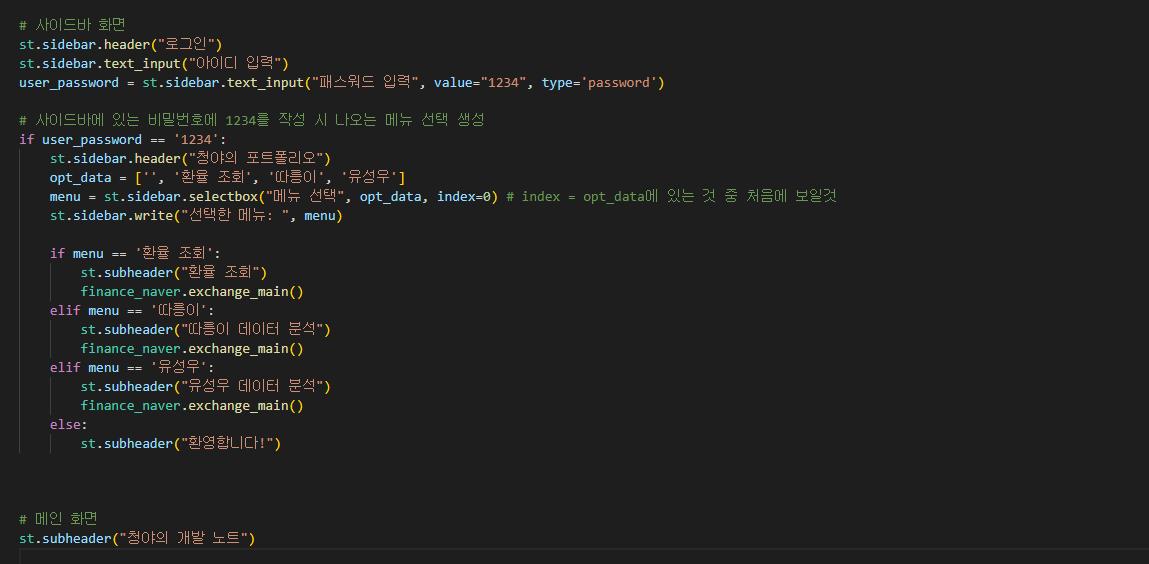 # 사이드바 화면
st.sidebar.header("로그인")
st.sidebar.text_input("아이디 입력")
user_password = st.sidebar.text_input("패스워드 입력", value="1234", type='password')
# 사이드바에 있는 비밀번호에 1234를 작성 시 나오는 메뉴 선택 생성
if user_password == '1234':
    st.sidebar.header("청야의 포트폴리오")
    opt_data = ['', '환율 조회', '따릉이', '유성우']
    menu = st.sidebar.selectbox("메뉴 선택", opt_data, index=0) # index = opt_data에 있는 것 중 처음에 보일것
    st.sidebar.write("선택한 메뉴: ", menu)
    if menu == '환율 조회':
        st.subheader("환율 조회")
        finance_naver.exchange_main()
    elif menu == '따릉이':
        st.subheader("따릉이 데이터 분석")
        finance_naver.exchange_main()
    elif menu == '유성우':
        st.subheader("유성우 데이터 분석")
        finance_naver.exchange_main()
    else:
        st.subheader("환영합니다!")
# 메인 화면
st.subheader("청야의 개발 노트")